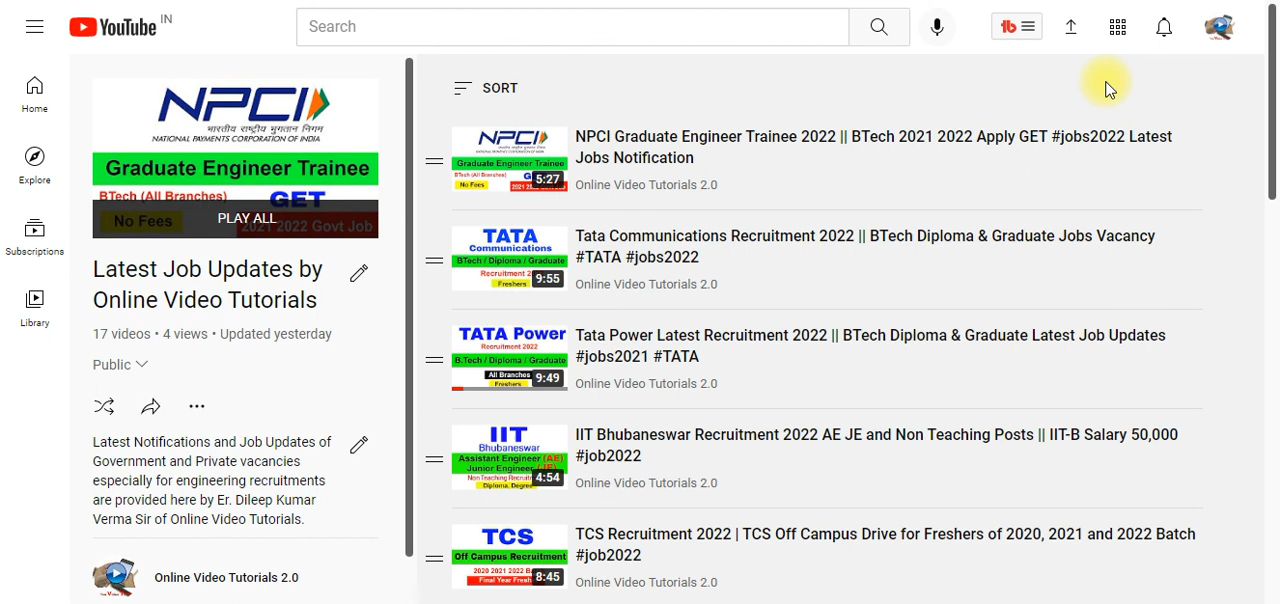 YouTube IN
Search
Home
Explore
Subscriptions
Library
NPCI
भारतीय राष्ट्रीय भुगतान निगम
NATIONAL PAYMENTS CORPORATION OF INDIA
Graduate Engineer Trainee
BTech (All Branches)
GET
No Fees
2021 2022 Govt Job
PLAY ALL
Latest Job Updates by
Online Video Tutorials
17 videos • 4 views • Updated yesterday
Public
Latest Notifications and Job Updates of
Government and Private vacancies
especially for engineering recruitments
are provided here by Er. Dileep Kumar
Verma Sir of Online Video Tutorials.
Online Video Tutorials 2.0
SORT
NPCI
Graduate Engineer Trainee
BTech (All Branches)
No Fees
5:27
NPCI Graduate Engineer Trainee 2022 || BTech 2021 2022 Apply GET #jobs2022 Latest
Jobs Notification
Online Video Tutorials 2.0
TATA
Communications
BTech / Diploma / Graduate
Freshers
9:55
Tata Communications Recruitment 2022 || BTech Diploma & Graduate Jobs Vacancy
#TATA #jobs2022
Online Video Tutorials 2.0
TATA Power
Recruitment 2022
B.Tech / Diploma / Graduate
All Branches
Freshers
9:49
Tata Power Latest Recruitment 2022 || BTech Diploma & Graduate Latest Job Updates
#jobs2021 #TATA
Online Video Tutorials 2.0
IIT
Bhubaneswar
Assistant Engineer (AE)
Junior Engineer (JE)
Non Teaching
Diploma, Degree
4:54
IIT Bhubaneswar Recruitment 2022 AE JE and Non Teaching Posts || IIT-B Salary 50,000
#job2022
Online Video Tutorials 2.0
TCS
Off Campus Recruitment
2020 2021 2022
Final Year
8:45
TCS Recruitment 2022 | TCS Off Campus Drive for Freshers of 2020, 2021 and 2022 Batch
#job2022
Online Video Tutorials 2.0